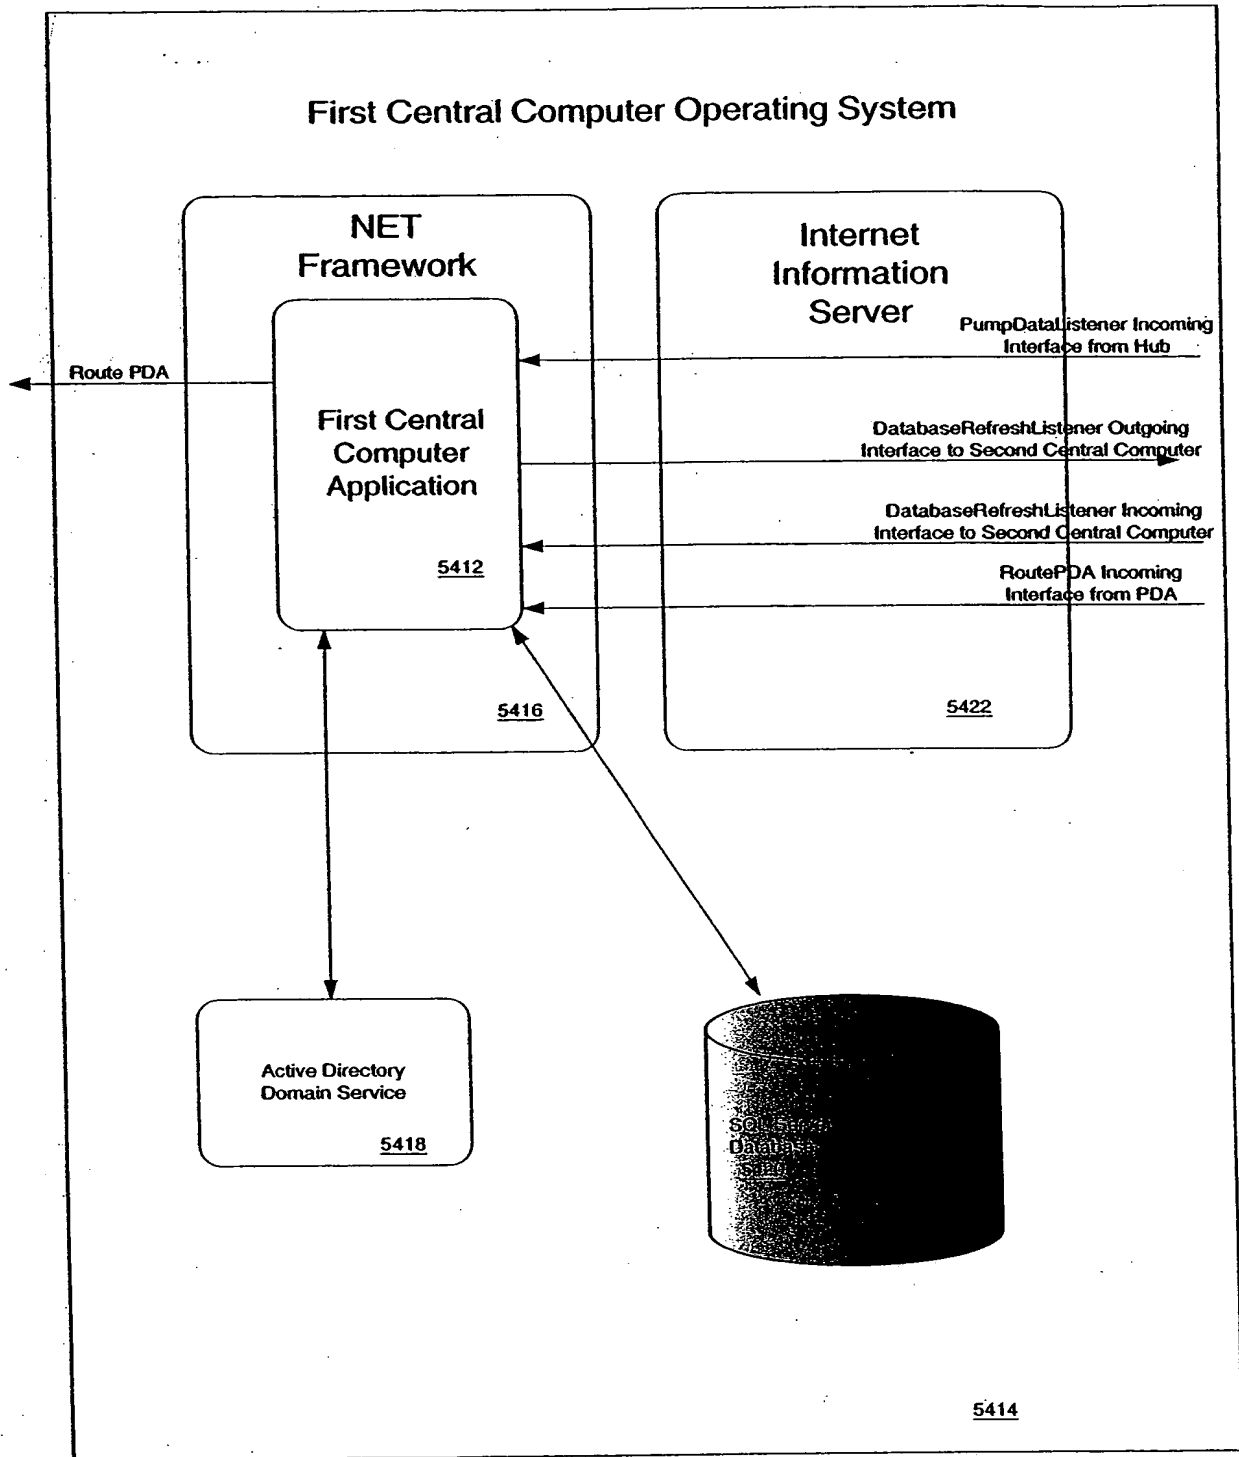 First Central Computer Operating System
NET
Framework
Internet
Information
Server
PumpDataListener Incoming
Interface from Hub
Route PDA
First Central
Computer
Application
DatabaseRefreshListener Outgoing
Interface to Second Central Computer
DatabaseRefreshListener Incoming
Interface to Second Central Computer
5412
RoutePDA Incoming
Interface from PDA
5416
5422
Active Directory
Domain Service
5418
SQL
Database
5414